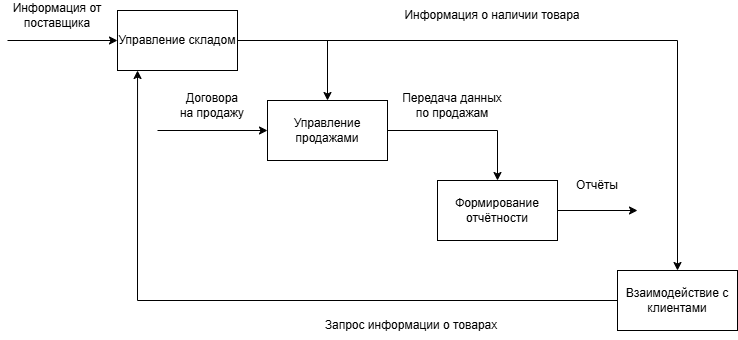 Информация от
поставщика
Информация о наличии товара
Управление складом
Договора
на продажу
Передача данных
по продажам
Управление
продажами
Отчёты
Формирование
отчётности
Взаимодействие с
клиентами
Запрос информации о товарах